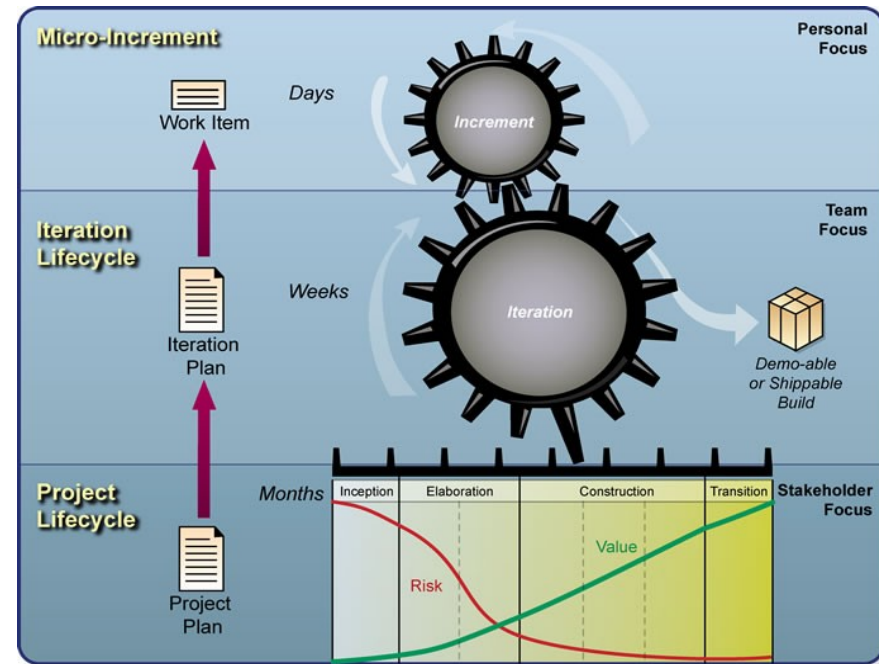 Micro-Increment
Personal
Focus
Days
Work Item
Increment
Iteration
Lifecycle
Team
Focus
Weeks
Iteration
Plan
Iteration
Demo-able
or Shippable
Build
Project
Lifecycle
Months
Inception
Elaboration
Construction
Transition
Stakeholder
Focus
Value
Risk
Project
Plan